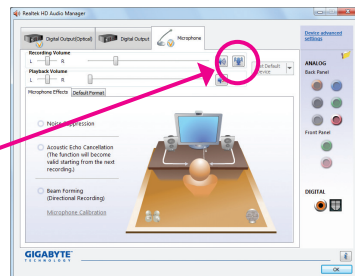 Realtek HD Audio Manager
Device advanced settings
Digital Output(Optical)
Digital Output
Microphone
Recording Volume
L
R
Default
Device
Playback Volume
L
R
Microphone Effects
Default Format
Noise Suppression
Acoustic Echo Cancellation
(The function will become
valid starting from the next
recording.)
Beam Forming
(Directional Recording)
Microphone Calibration
ANALOG
Back Panel
Front Panel
DIGITAL
GIGABYTE
TECHNOLOGY
OK